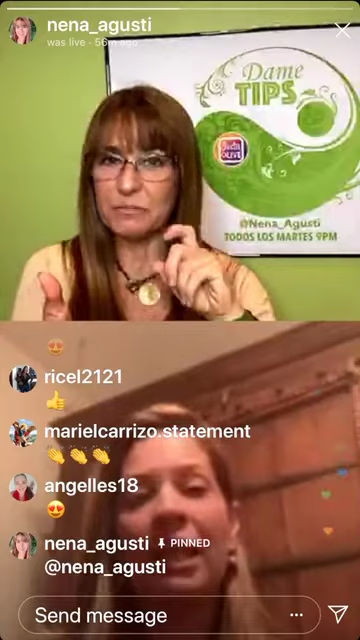 nena_agusti
was live · 56m ago
Dame
TIPS
@Nena_Agusti
TODOS LOS MARTES 9PM
ricel2121
marielcarrizo.statement
angelles18
nena_agusti PINNED
@nena_agusti
Send message